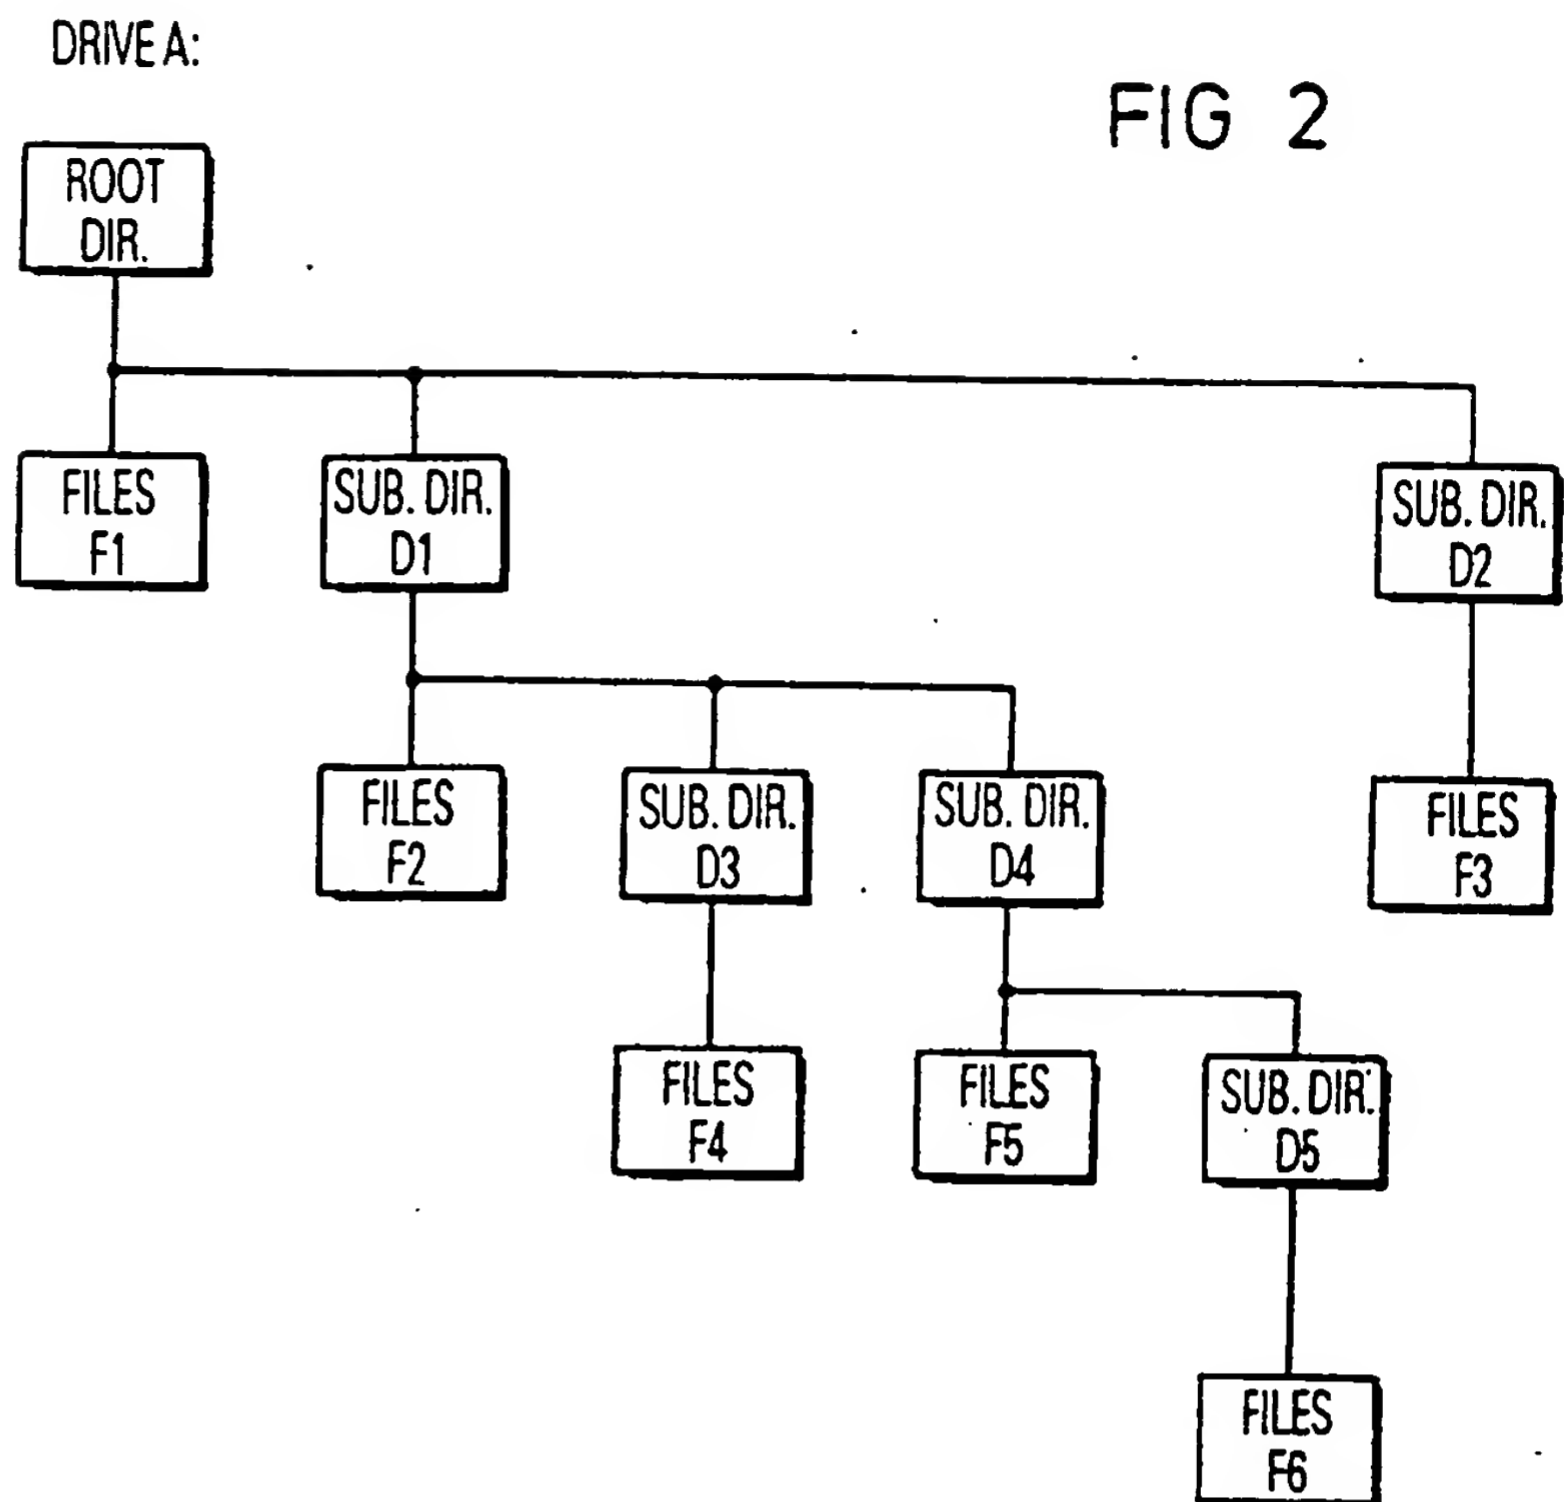 DRIVE A:
FIG 2
ROOT
DIR.
FILES
F1
SUB. DIR.
D1
SUB. DIR.
D2
FILES
F2
SUB. DIR.
D3
SUB. DIR.
D4
FILES
F3
FILES
F4
FILES
F5
SUB. DIR.
D5
FILES
F6